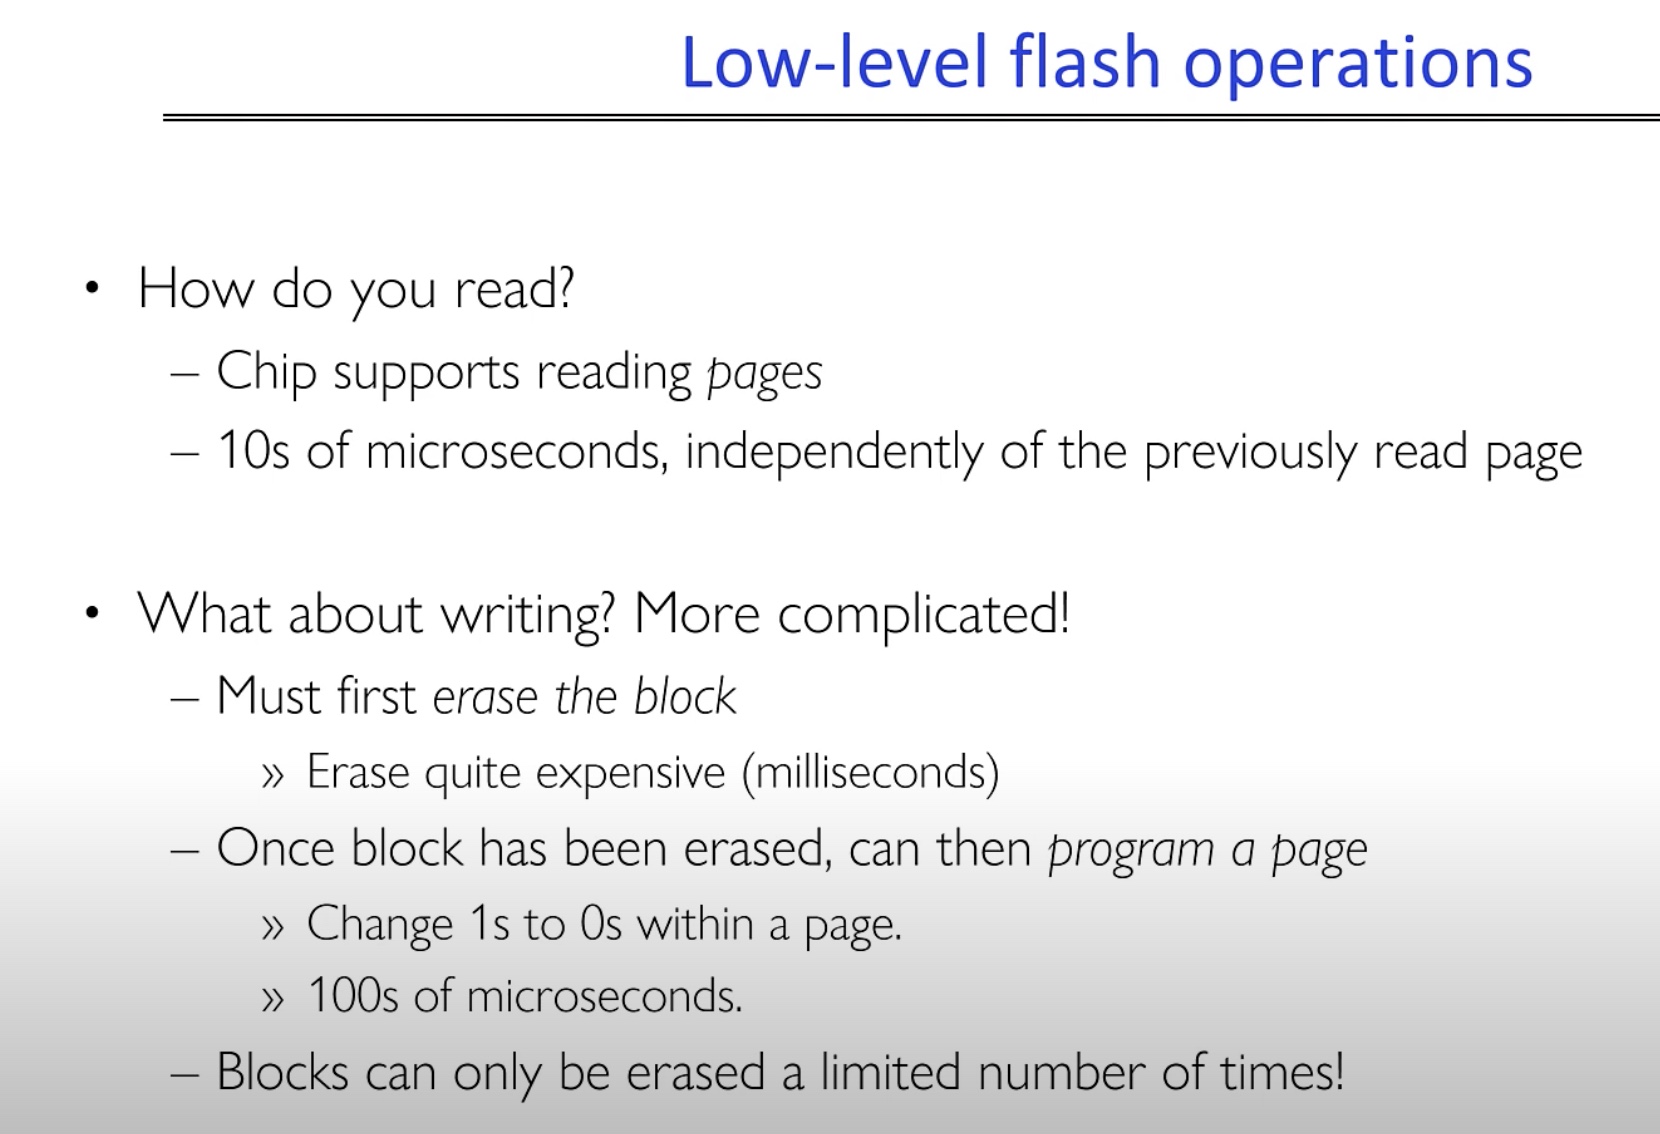 Low-level flash operations
• How do you read?
– Chip supports reading pages
– 10s of microseconds, independently of the previously read page
• What about writing? More complicated!
– Must first erase the block
» Erase quite expensive (milliseconds)
– Once block has been erased, can then program a page
» Change 1s to 0s within a page.
» 100s of microseconds.
– Blocks can only be erased a limited number of times!